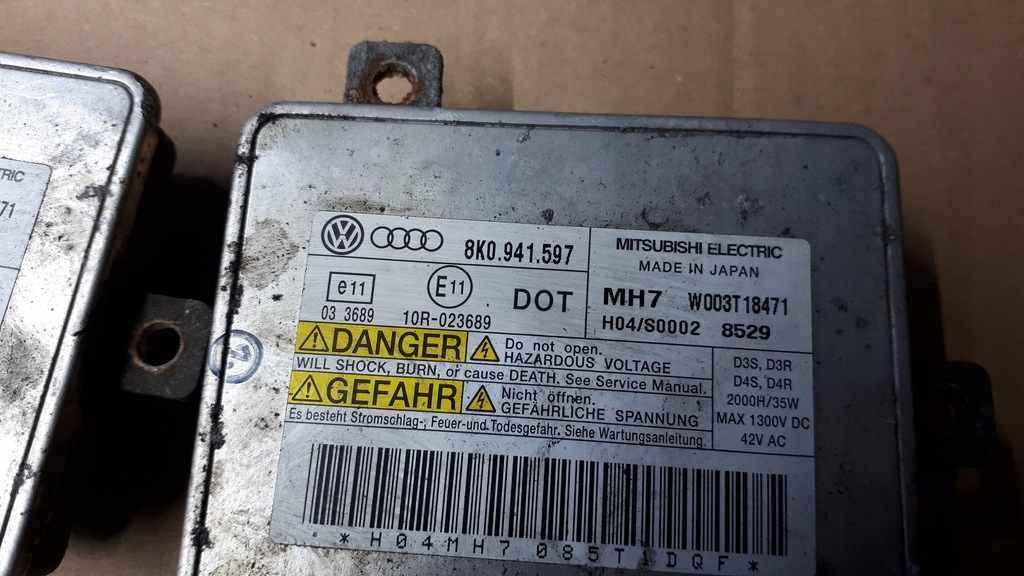 TRIC
71
8K0.941.597
MITSUBISHI ELECTRIC
MADE IN JAPAN
e11
E11
DOT
03 3689
10R-023689
MH7 W003T18471
H04/S0002 8529
DANGER
Do not open.
HAZARDOUS VOLTAGE
WILL SHOCK, BURN, or cause DEATH. See Service Manual.
GEFAHR
Nicht öffnen.
GEFÄHRLICHE SPANNUNG
Es besteht Stromschlag-, Feuer-und Todesgefahr. Siehe Wartungsanleitung.
D3S, D3R
D4S, D4R
2000H/35W
MAX 1300V DC
42V AC